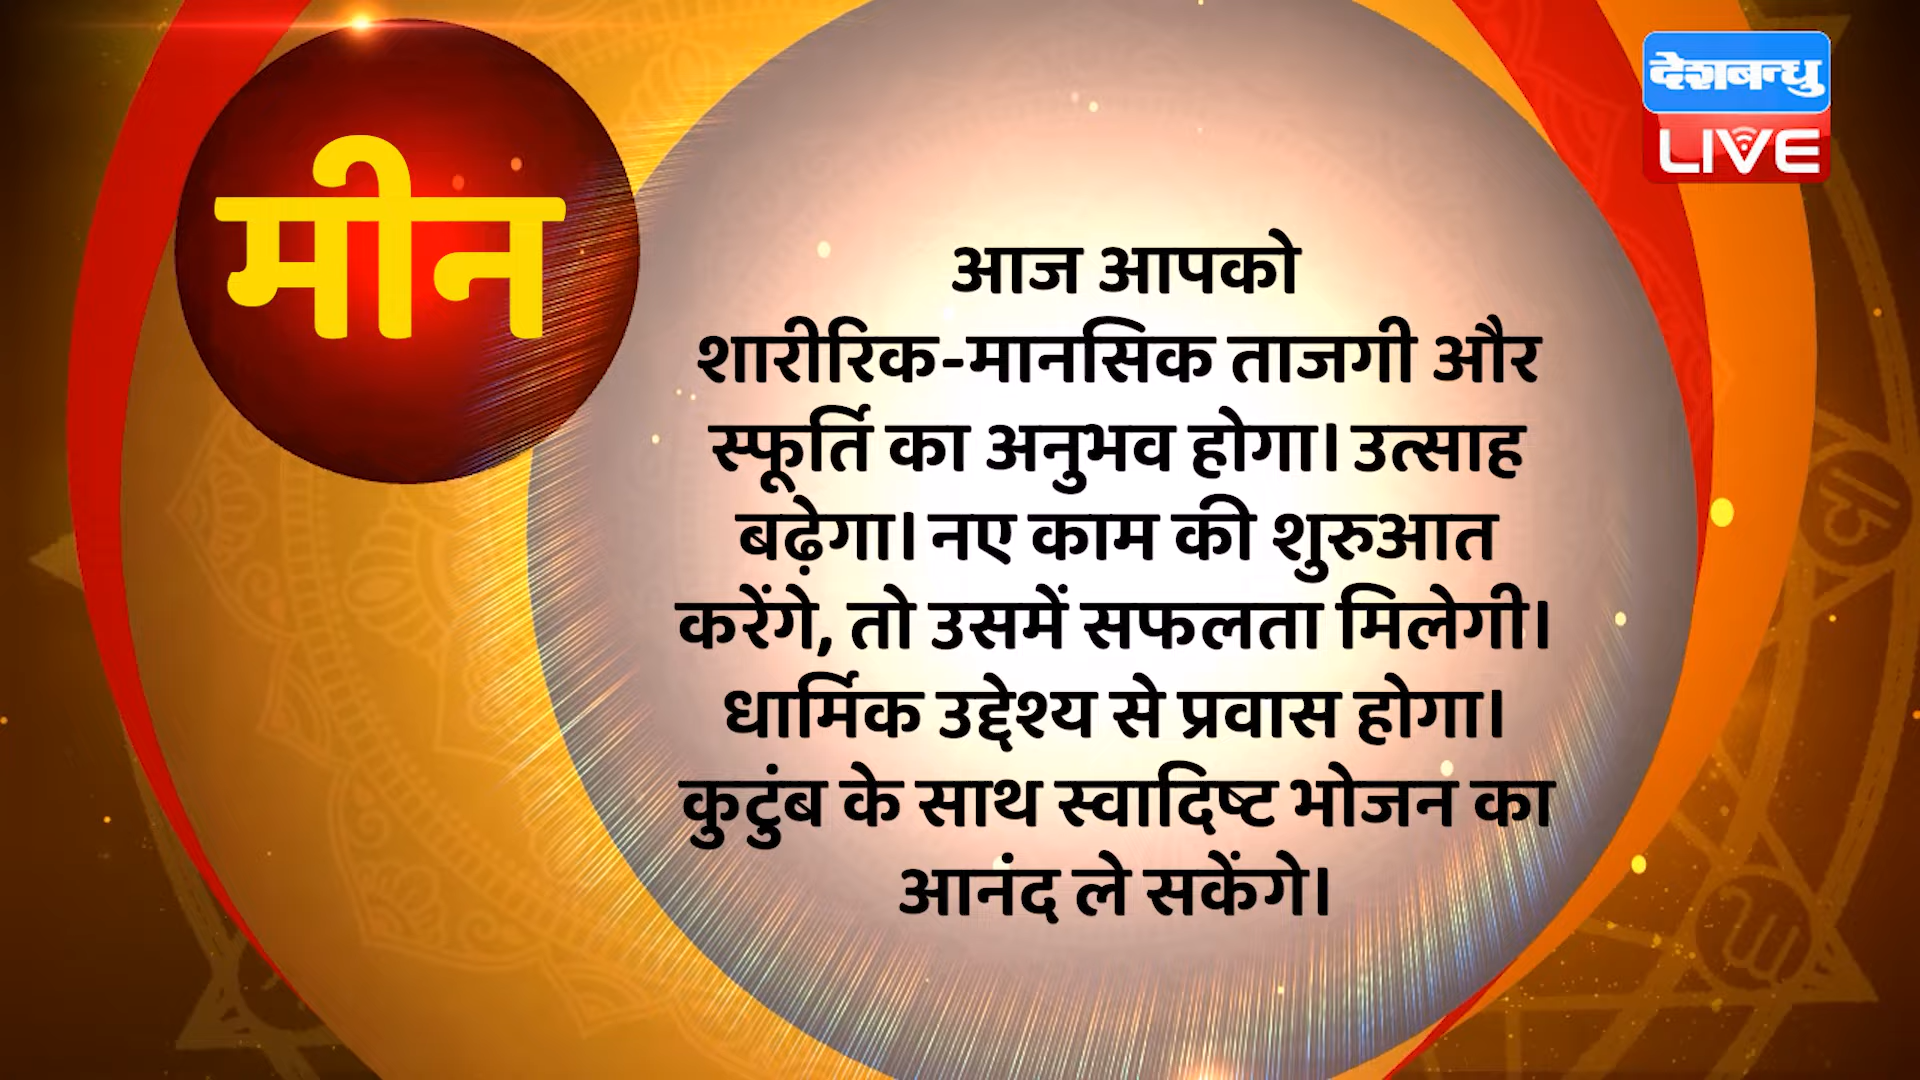 मीन
देशबन्धु
LIVE
आज आपको
शारीरिक-मानसिक ताजगी और
स्फूर्ति का अनुभव होगा। उत्साह
बढ़ेगा। नए काम की शुरुआत
करेंगे, तो उसमें सफलता मिलेगी।
धार्मिक उद्देश्य से प्रवास होगा।
कुटुंब के साथ स्वादिष्ट भोजन का
आनंद ले सकेंगे।